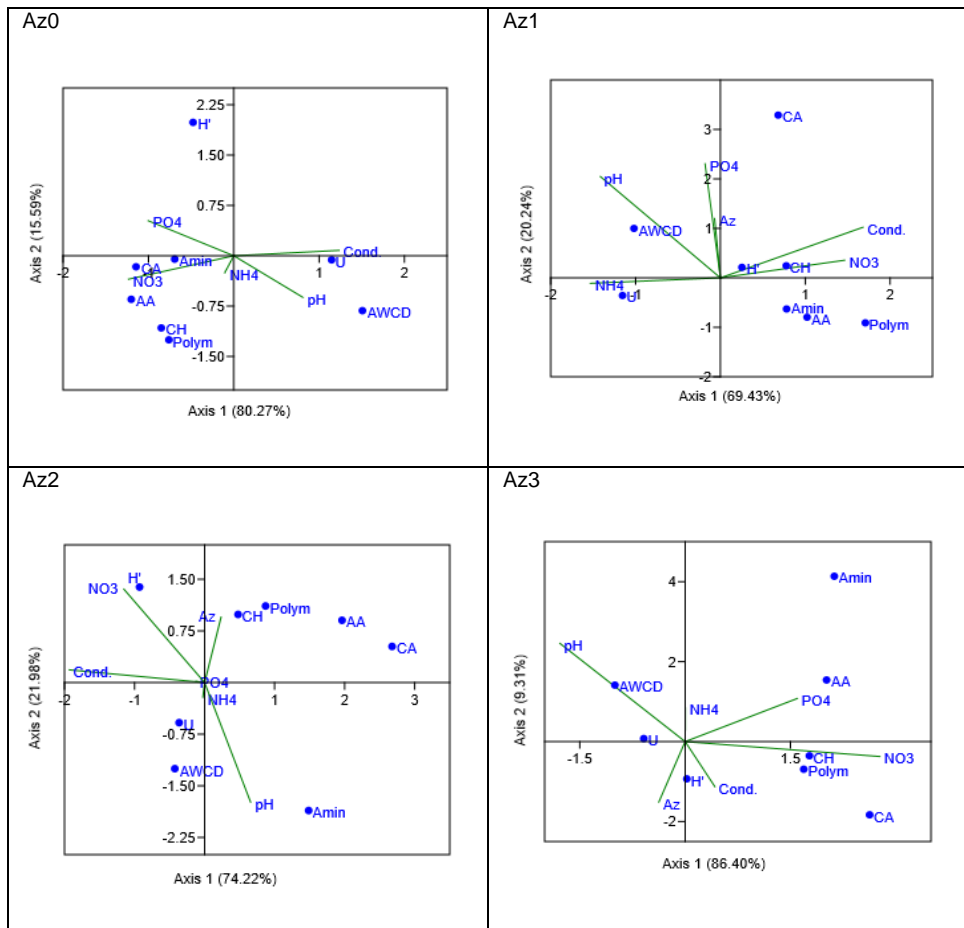 Az0
2.25
H'
1.50
0.75
PO4
Cond.
-2
CA
Amin
U
1
2
NO3
NH4
AA
-0.75
pH
AWCD
CH
Polym
-1.50
Axis 2 (15.59%)
Axis 1 (80.27%)
Az1
CA
3
PO4
2
pH
Az
AWCD
1
Cond.
H'
CH
NO3
-2
NH4
U
2
Amin
AA
Polym
-1
-2
Axis 2 (20.24%)
Axis 1 (69.43%)
Az2
1.50
H'
NO3
Az
CH
Polym
0.75
AA
CA
Cond.
PO4
-2
-1
NH4
1
2
3
U
-0.75
AWCD
-1.50
pH
Amin
-2.25
Axis 2 (21.98%)
Axis 1 (74.22%)
Az3
4
Amin
pH
2
AWCD
AA
PO4
NH4
U
-1.5
1.5
CH
NO3
Polym
H'
Cond.
Az
-2
CA
Axis 2 (9.31%)
Axis 1 (86.40%)